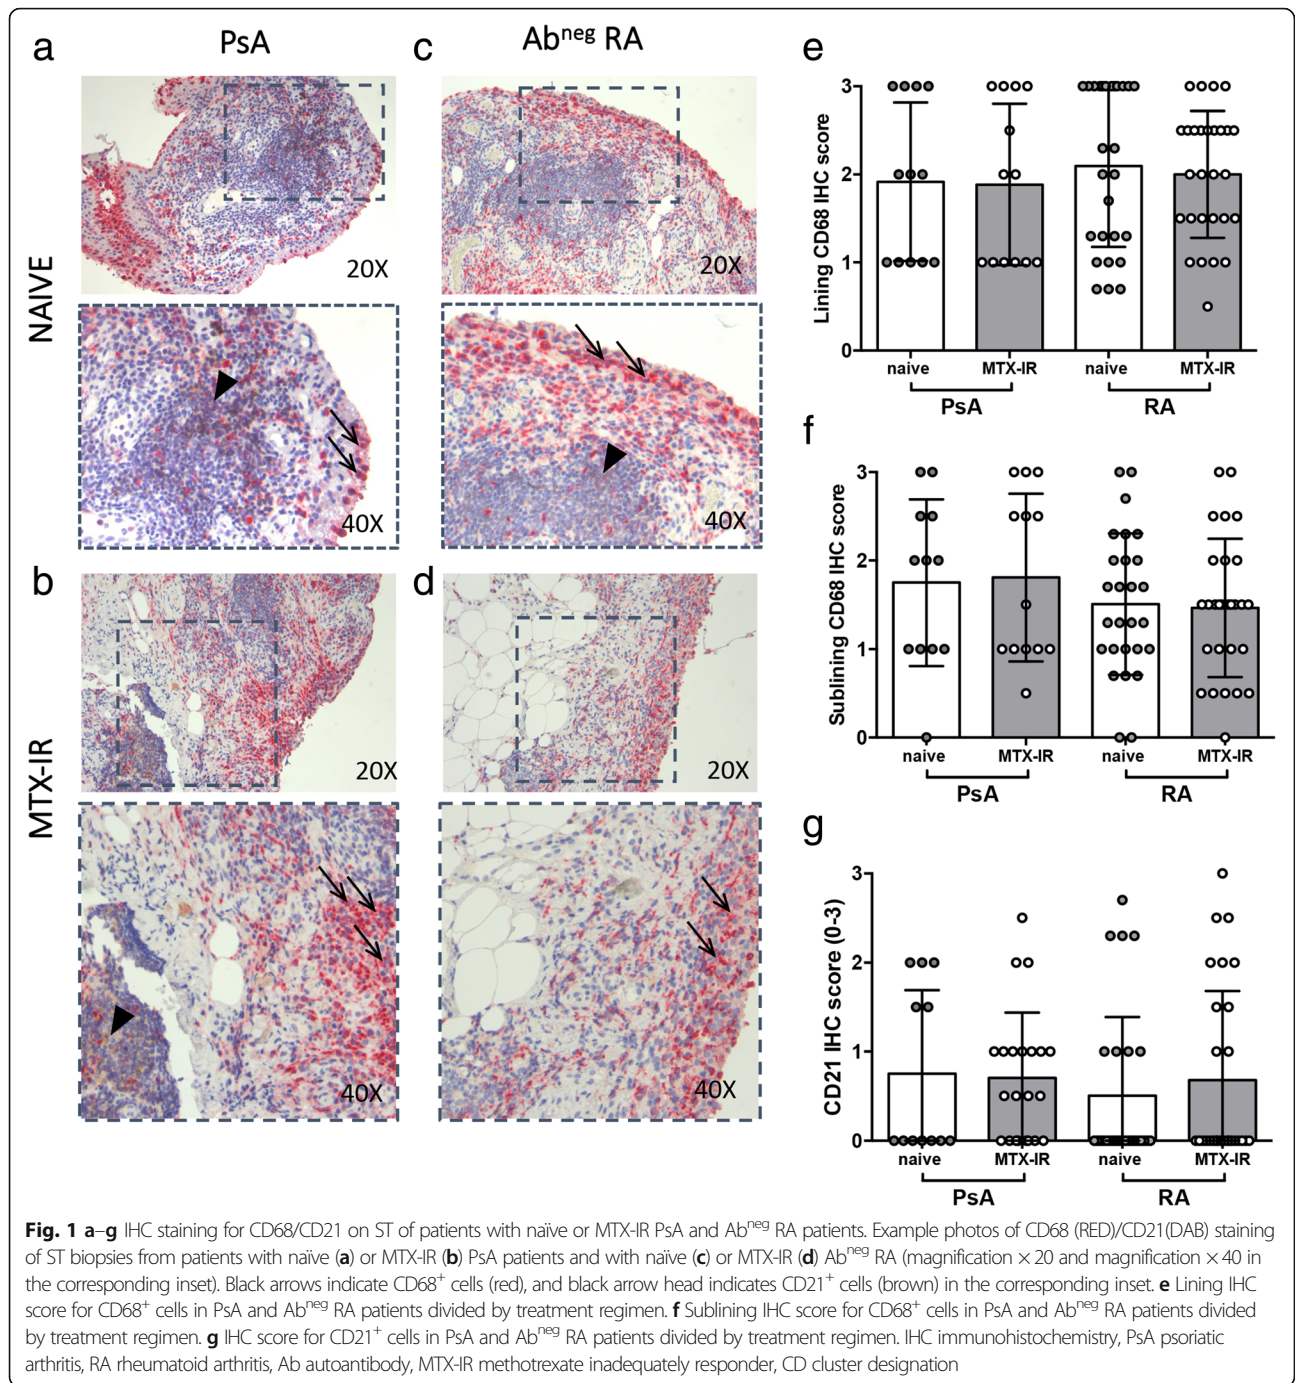 a
PsA
c
Ab^neg RA
e
NAIVE
20X
20X
40X
40X
b
d
MTX-IR
20X
20X
40X
40X
Lining CD68 IHC score
3
2
1
0
naive
MTX-IR
naive
MTX-IR
PsA
RA
f
Sublining CD68 IHC score
3
2
1
0
naive
MTX-IR
naive
MTX-IR
PsA
RA
g
CD21 IHC score (0-3)
3
2
1
0
naive
MTX-IR
naive
MTX-IR
PsA
RA
Fig. 1 a–g IHC staining for CD68/CD21 on ST of patients with naïve or MTX-IR PsA and Ab^neg RA patients. Example photos of CD68 (RED)/CD21(DAB) staining
of ST biopsies from patients with naïve (a) or MTX-IR (b) PsA patients and with naïve (c) or MTX-IR (d) Ab^neg RA (magnification × 20 and magnification × 40 in
the corresponding inset). Black arrows indicate CD68^+ cells (red), and black arrow head indicates CD21^+ cells (brown) in the corresponding inset. e Lining IHC
score for CD68^+ cells in PsA and Ab^neg RA patients divided by treatment regimen. f Sublining IHC score for CD68^+ cells in PsA and Ab^neg RA patients divided
by treatment regimen. g IHC score for CD21^+ cells in PsA and Ab^neg RA patients divided by treatment regimen. IHC immunohistochemistry, PsA psoriatic
arthritis, RA rheumatoid arthritis, Ab autoantibody, MTX-IR methotrexate inadequately responder, CD cluster designation